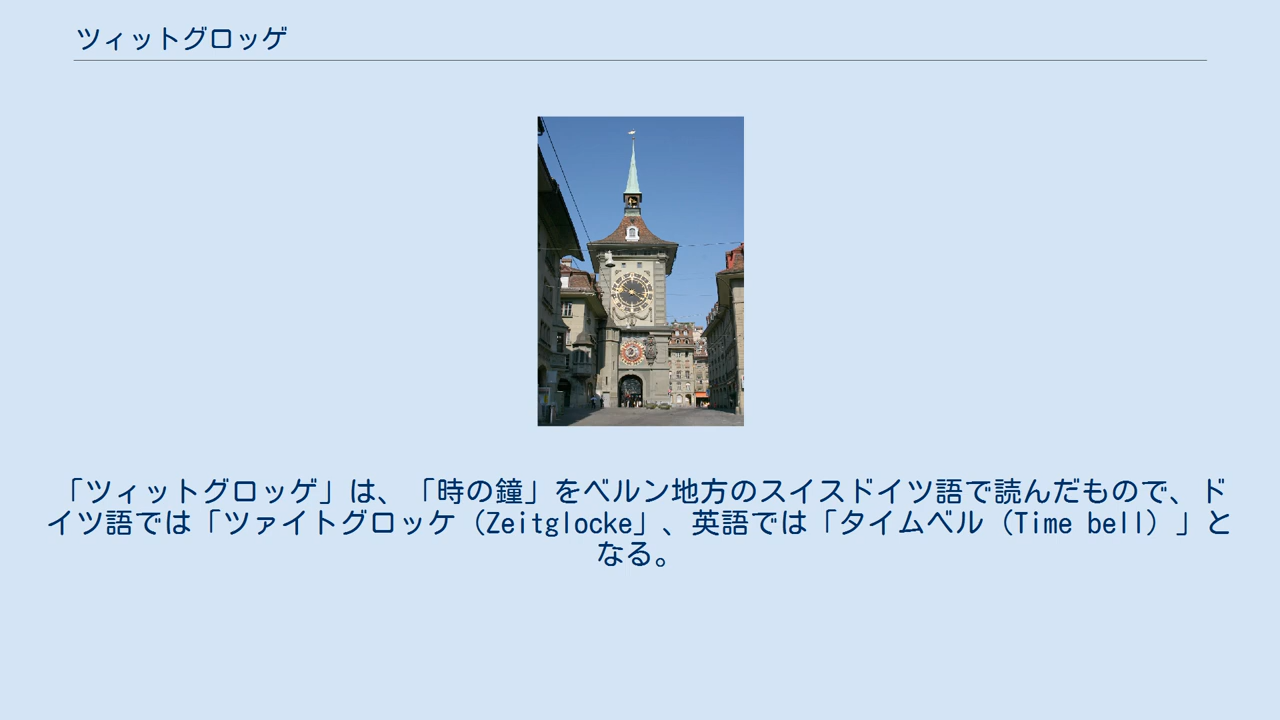 ツィットグロッゲ
「ツィットグロッゲ」は、「時の鐘」をベルン地方のスイスドイツ語で読んだもので、ド
イツ語では「ツァイトグロッケ（Zeitglocke」、英語では「タイムベル（Time bell）」と
なる。